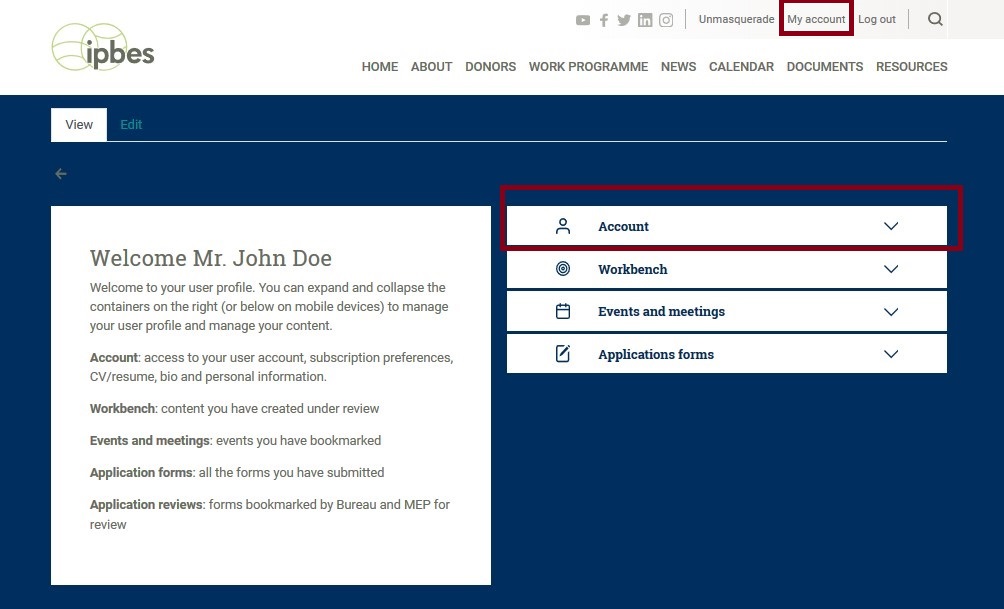 Unmasquerade My account Log out
ipbes
HOME ABOUT DONORS WORK PROGRAMME NEWS CALENDAR DOCUMENTS RESOURCES
View Edit
Welcome Mr. John Doe
Welcome to your user profile. You can expand and collapse the
containers on the right (or below on mobile devices) to manage
your user profile and manage your content.
Account: access to your user account, subscription preferences,
CV/resume, bio and personal information.
Workbench: content you have created under review
Events and meetings: events you have bookmarked
Application forms: all the forms you have submitted
Application reviews: forms bookmarked by Bureau and MEP for
review
Account
Workbench
Events and meetings
Applications forms